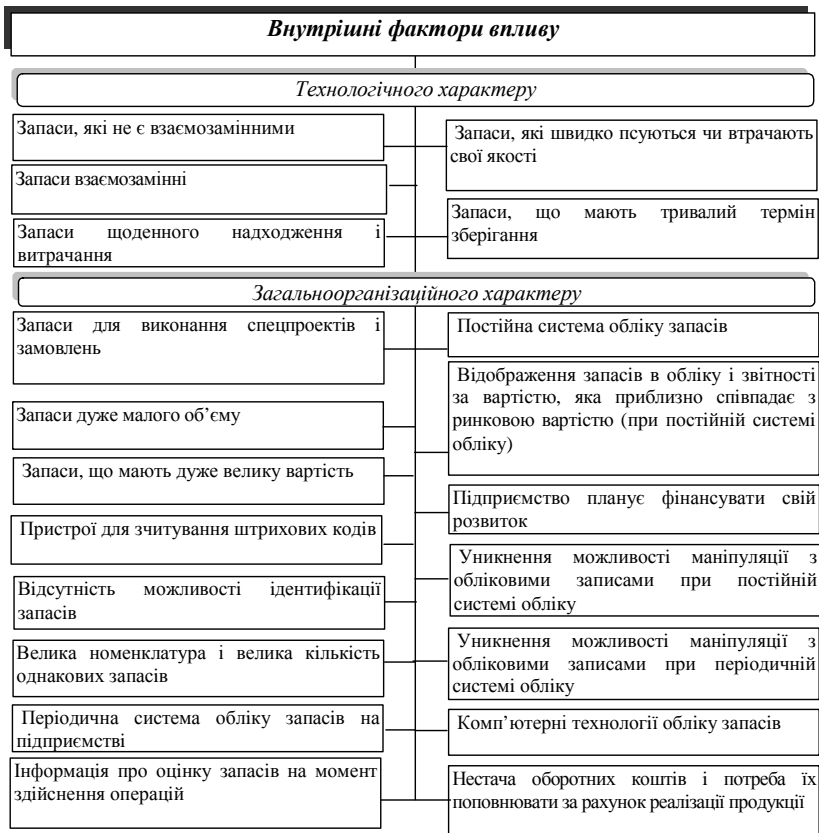 Внутрішні фактори впливу
Технологічного характеру
Запаси, які не є взаємозамінними
Запаси взаємозамінні
Запаси щоденного надходження і
витрачання
Запаси, які швидко псуються чи втрачають
свої якості
Запаси, що мають тривалий термін
зберігання
Загальноорганізаційного характеру
Запаси для виконання спецпроектів і
замовлень
Запаси дуже малого об’єму
Запаси, що мають дуже велику вартість
Пристрої для зчитування штрихових кодів
Відсутність можливості ідентифікації
запасів
Велика номенклатура і велика кількість
однакових запасів
Періодична система обліку запасів на
підприємстві
Інформація про оцінку запасів на момент
здійснення операцій
Постійна система обліку запасів
Відображення запасів в обліку і звітності
за вартістю, яка приблизно співпадає з
ринковою вартістю (при постійній системі
обліку)
Підприємство планує фінансувати свій
розвиток
Уникнення можливості маніпуляції з
обліковими записами при постійній
системі обліку
Уникнення можливості маніпуляції з
обліковими записами при періодичній
системі обліку
Комп’ютерні технології обліку запасів
Нестача оборотних коштів і потреба їх
поповнювати за рахунок реалізації продукції